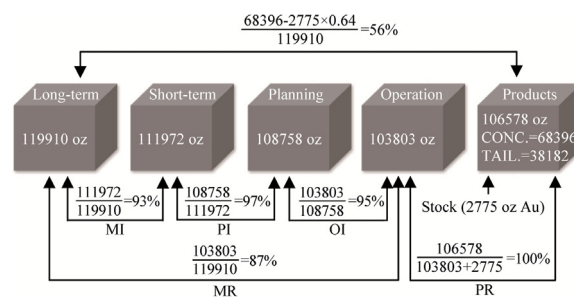 68396-2775×0.64
119910
=56%
Long-term
Short-term
Planning
Operation
Products
119910 oz
111972 oz
108758 oz
103803 oz
106578 oz
CONC.=68396
TAIL.=38182
111972
119910
=93%
MI
108758
111972
=97%
PI
103803
108758
=95%
OI
Stock (2775 oz Au)
103803
119910
=87%
MR
106578
103803+2775
=100%
PR